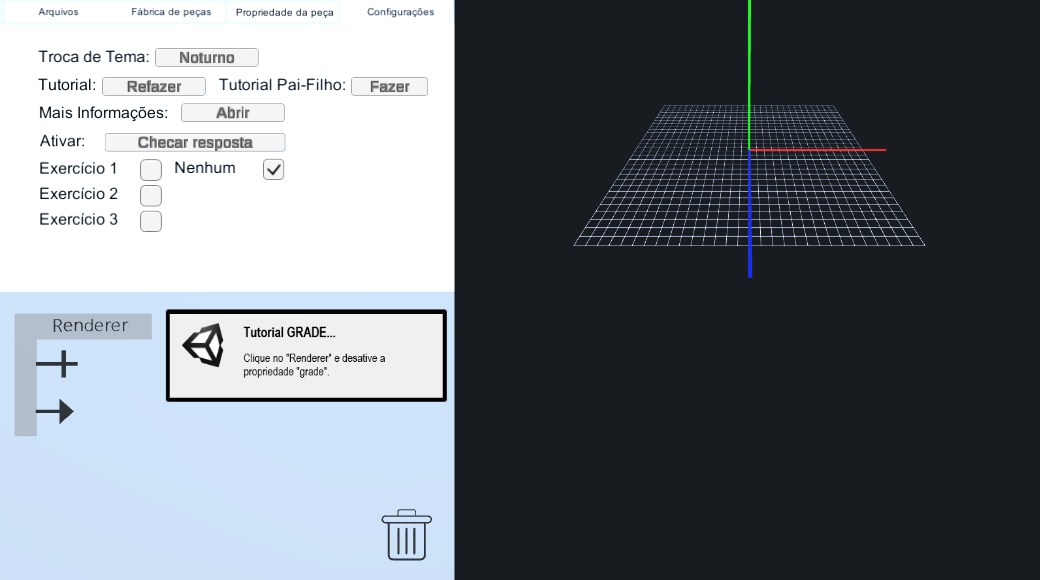 Arquivos Fábrica de peças Propriedade da peça Configurações
Troca de Tema: Noturno
Tutorial: Refazer Tutorial Pai-Filho: Fazer
Mais Informações: Abrir
Ativar: Checar resposta
Exercício 1 Nenhum
Exercício 2
Exercício 3
Renderer
Tutorial GRADE...
Clique no "Renderer" e desative a
propriedade "grade".